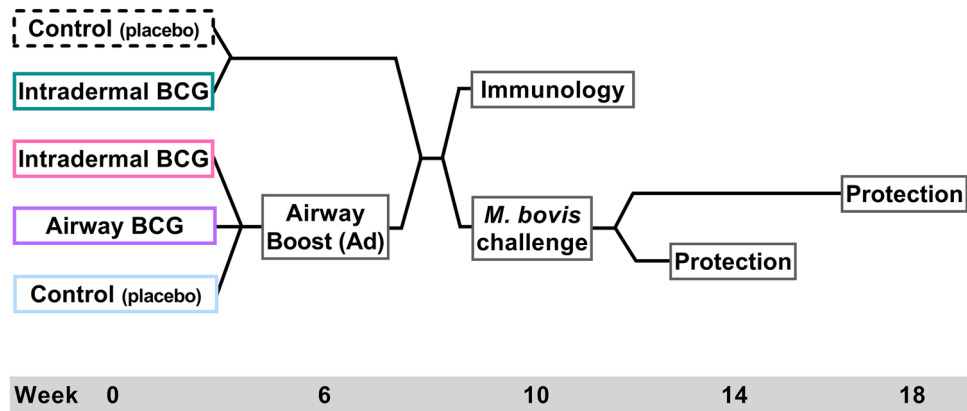 Control (placebo)
Intradermal BCG
Intradermal BCG
Airway BCG
Control (placebo)
Airway
Boost (Ad)
Immunology
M. bovis
challenge
Protection
Protection
Week 0 6 10 14 18